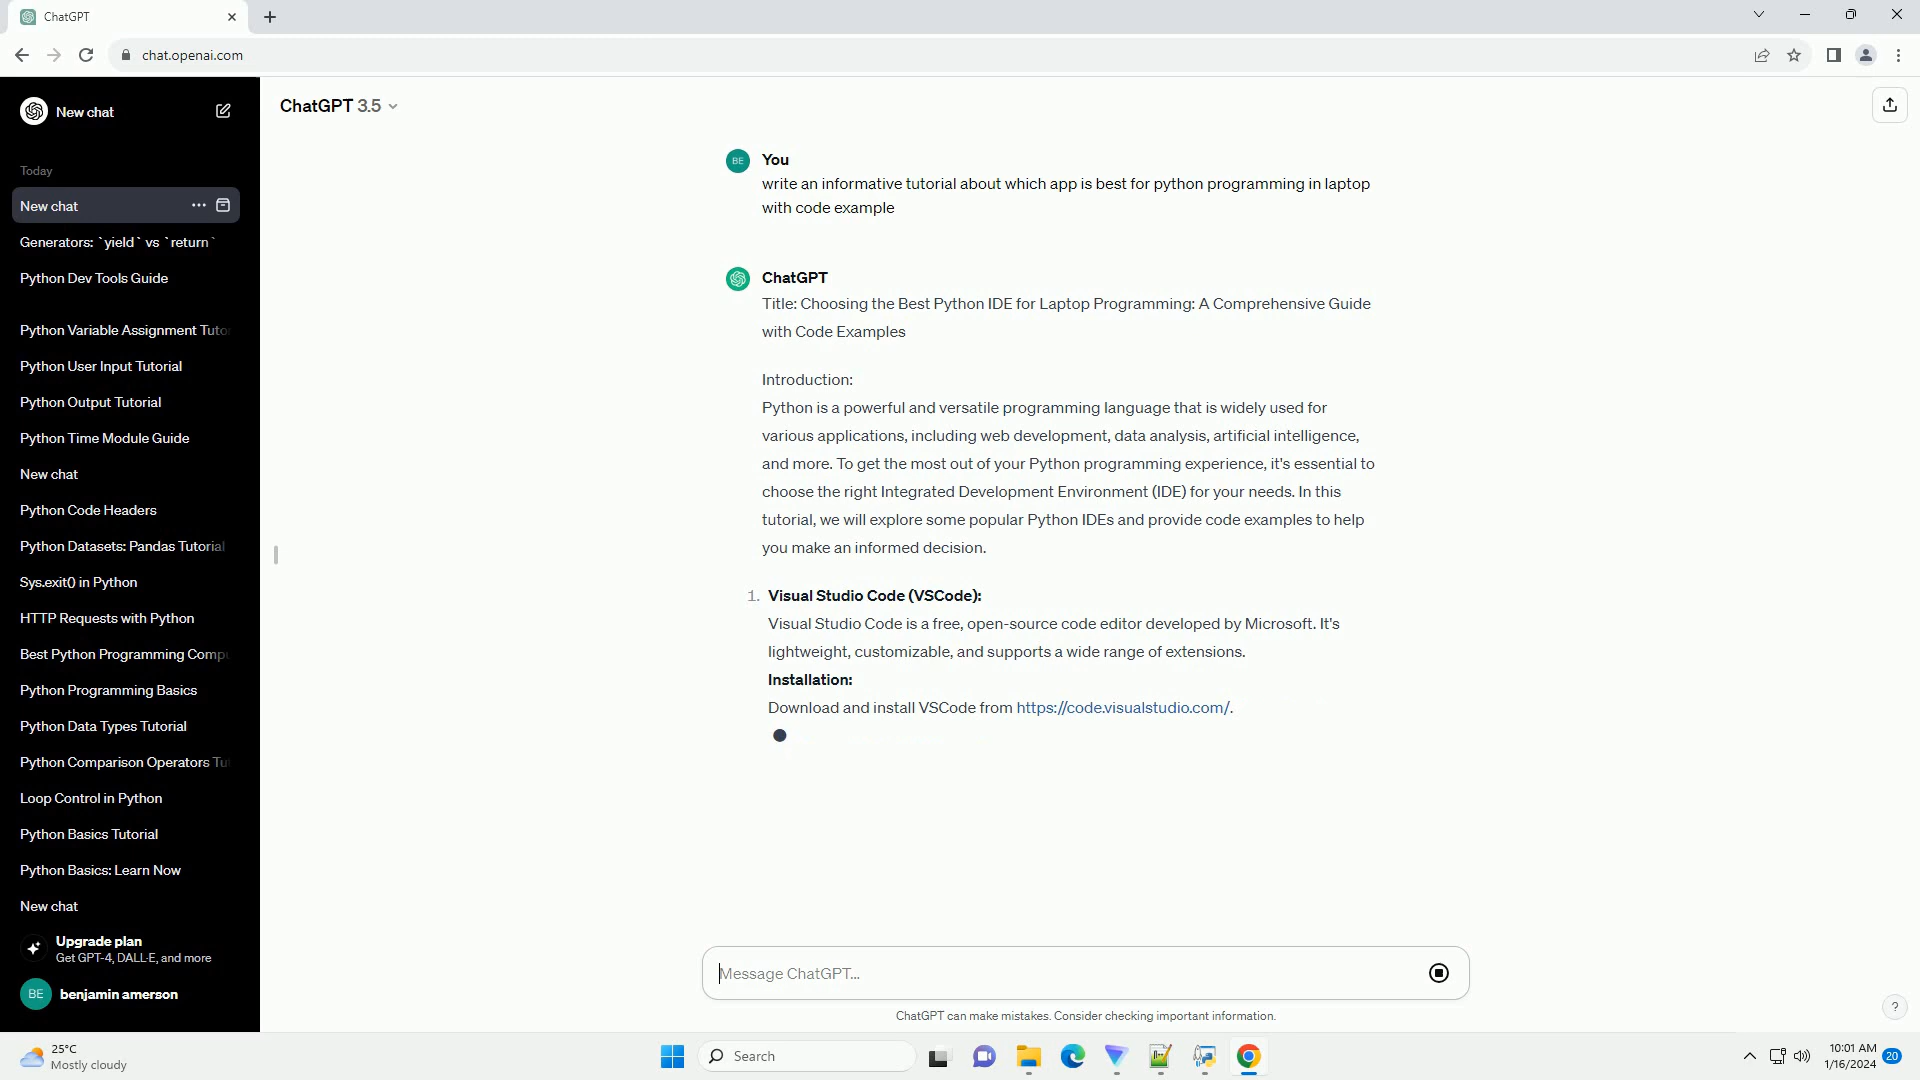 ChatGPT
chat.openai.com
New chat
Today
New chat
Generators: `yield` vs `return`
Python Dev Tools Guide
Python Variable Assignment Tuto
Python User Input Tutorial
Python Output Tutorial
Python Time Module Guide
New chat
Python Code Headers
Python Datasets: Pandas Tutorial
Sys.exit() in Python
HTTP Requests with Python
Best Python Programming Compu
Python Programming Basics
Python Data Types Tutorial
Python Comparison Operators Tut
Loop Control in Python
Python Basics Tutorial
Python Basics: Learn Now
New chat
Upgrade plan
Get GPT-4, DALL·E, and more
BE benjamin amerson
ChatGPT 3.5
BE You
write an informative tutorial about which app is best for python programming in laptop
with code example
ChatGPT
Title: Choosing the Best Python IDE for Laptop Programming: A Comprehensive Guide
with Code Examples
Introduction:
Python is a powerful and versatile programming language that is widely used for
various applications, including web development, data analysis, artificial intelligence,
and more. To get the most out of your Python programming experience, it's essential to
choose the right Integrated Development Environment (IDE) for your needs. In this
tutorial, we will explore some popular Python IDEs and provide code examples to help
you make an informed decision.
1. Visual Studio Code (VSCode):
Visual Studio Code is a free, open-source code editor developed by Microsoft. It's
lightweight, customizable, and supports a wide range of extensions.
Installation:
Download and install VSCode from https://code.visualstudio.com/.
Message ChatGPT...
ChatGPT can make mistakes. Consider checking important information.
?
25°C
Mostly cloudy
Search
10:01 AM
1/16/2024
20